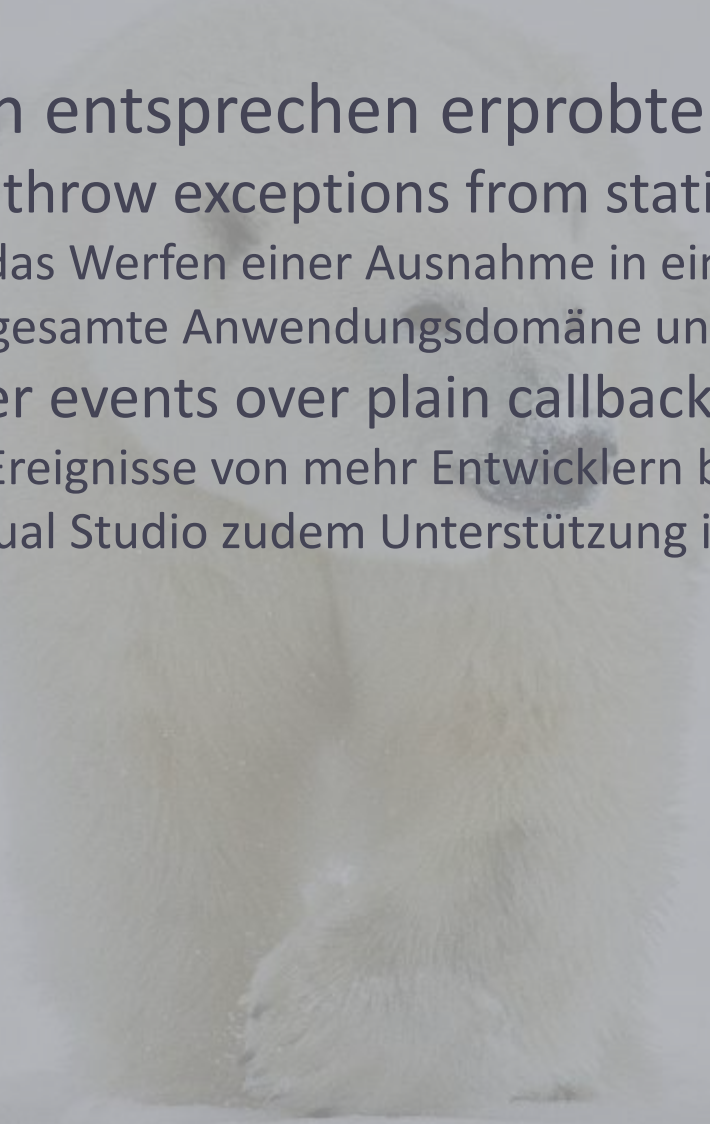 n entsprechen erprobte
throw exceptions from stati
das Werfen einer Ausnahme in ein
gesamte Anwendungsdomäne un
er events over plain callback
Ereignisse von mehr Entwicklern b
ual Studio zudem Unterstützung i